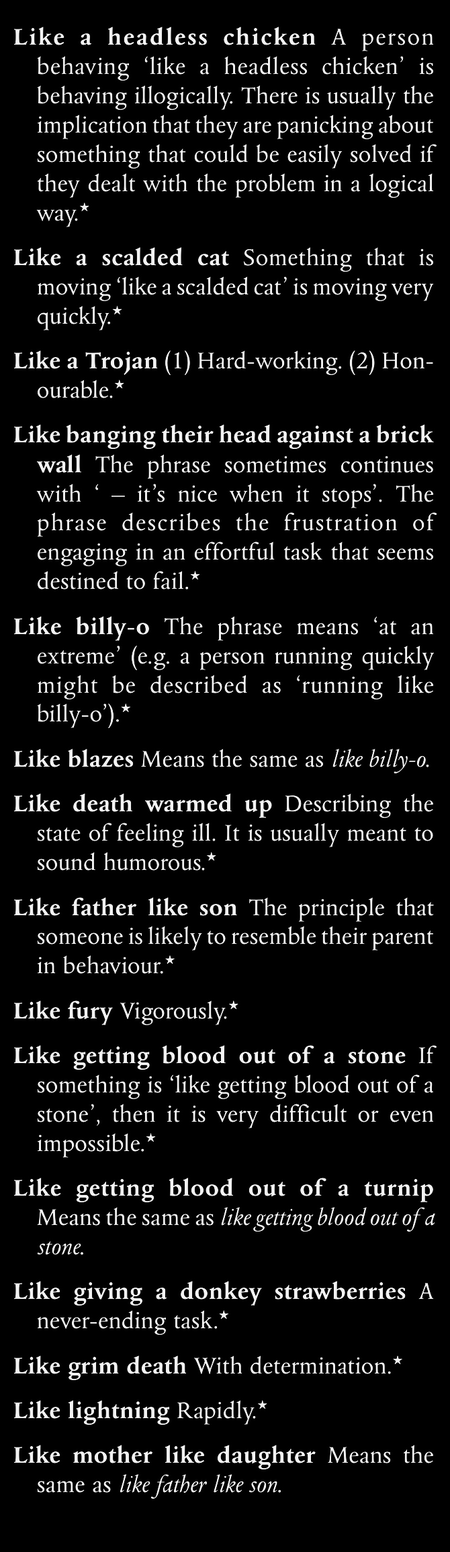 Like a headless chicken A person
behaving ‘like a headless chicken’ is
behaving illogically. There is usually the
implication that they are panicking about
something that could be easily solved if
they dealt with the problem in a logical
way.★
Like a scalded cat Something that is
moving ‘like a scalded cat’ is moving very
quickly.★
Like a Trojan (1) Hard-working. (2) Hon-
ourable.★
Like banging their head against a brick
wall The phrase sometimes continues
with ‘ – it’s nice when it stops’. The
phrase describes the frustration of
engaging in an effortful task that seems
destined to fail.★
Like billy-o The phrase means ‘at an
extreme’ (e.g. a person running quickly
might be described as ‘running like
billy-o’).★
Like blazes Means the same as like billy-o.
Like death warmed up Describing the
state of feeling ill. It is usually meant to
sound humorous.★
Like father like son The principle that
someone is likely to resemble their parent
in behaviour.★
Like fury Vigorously.★
Like getting blood out of a stone If
something is ‘like getting blood out of a
stone’, then it is very difficult or even
impossible.★
Like getting blood out of a turnip
Means the same as like getting blood out of a
stone.
Like giving a donkey strawberries A
never-ending task.★
Like grim death With determination.★
Like lightning Rapidly.★
Like mother like daughter Means the
same as like father like son.